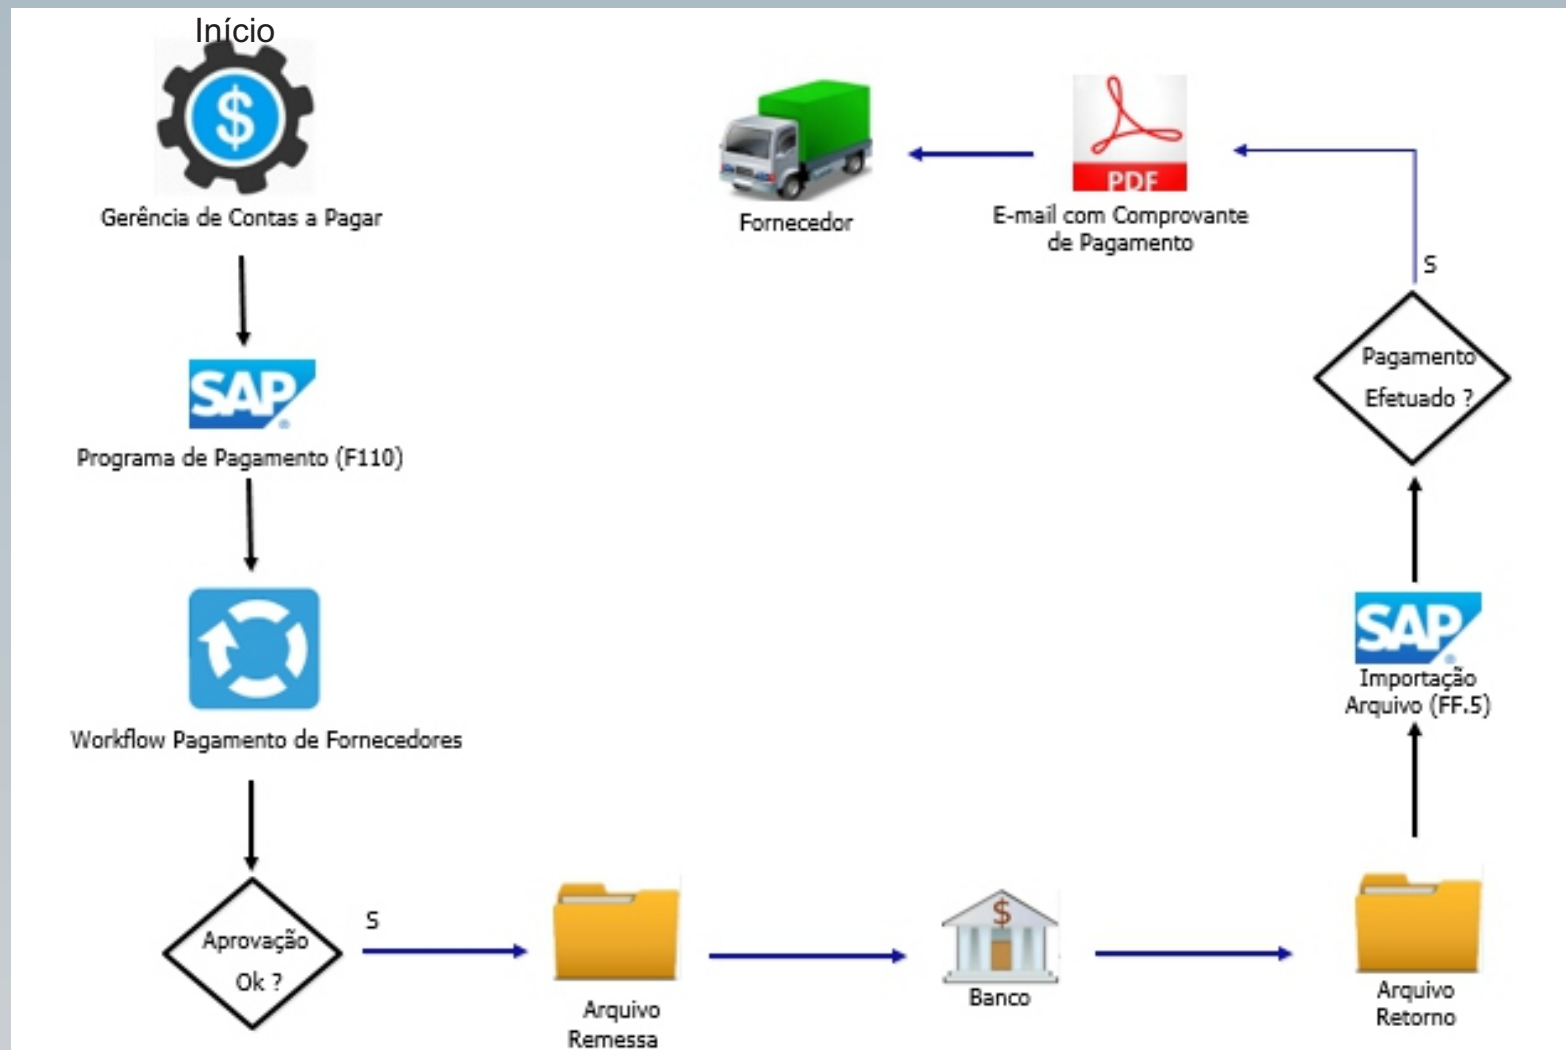 Início
$
Gerência de Contas a Pagar
SAP®
Programa de Pagamento (F110)
Workflow Pagamento de Fornecedores
Aprovação
Ok ?
S
Arquivo
Remessa
$
Banco
Arquivo
Retorno
SAP®
Importação
Arquivo (FF.5)
Pagamento
Efetuado ?
S
PDF
E-mail com Comprovante
de Pagamento
Fornecedor